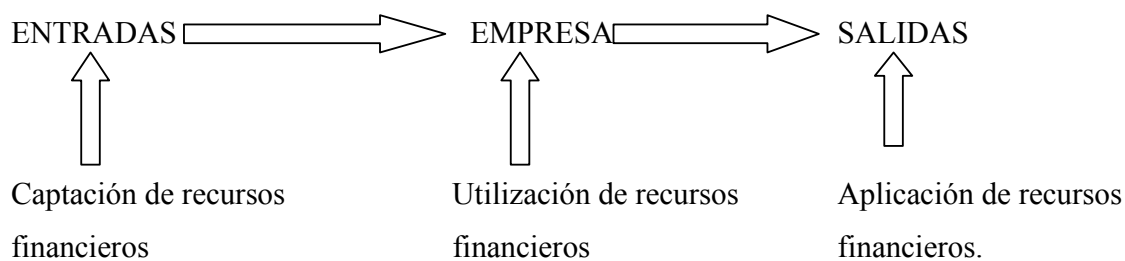 ENTRADAS EMPRESA SALIDAS
Captación de recursos Utilización de recursos Aplicación de recursos
financieros financieros financieros.